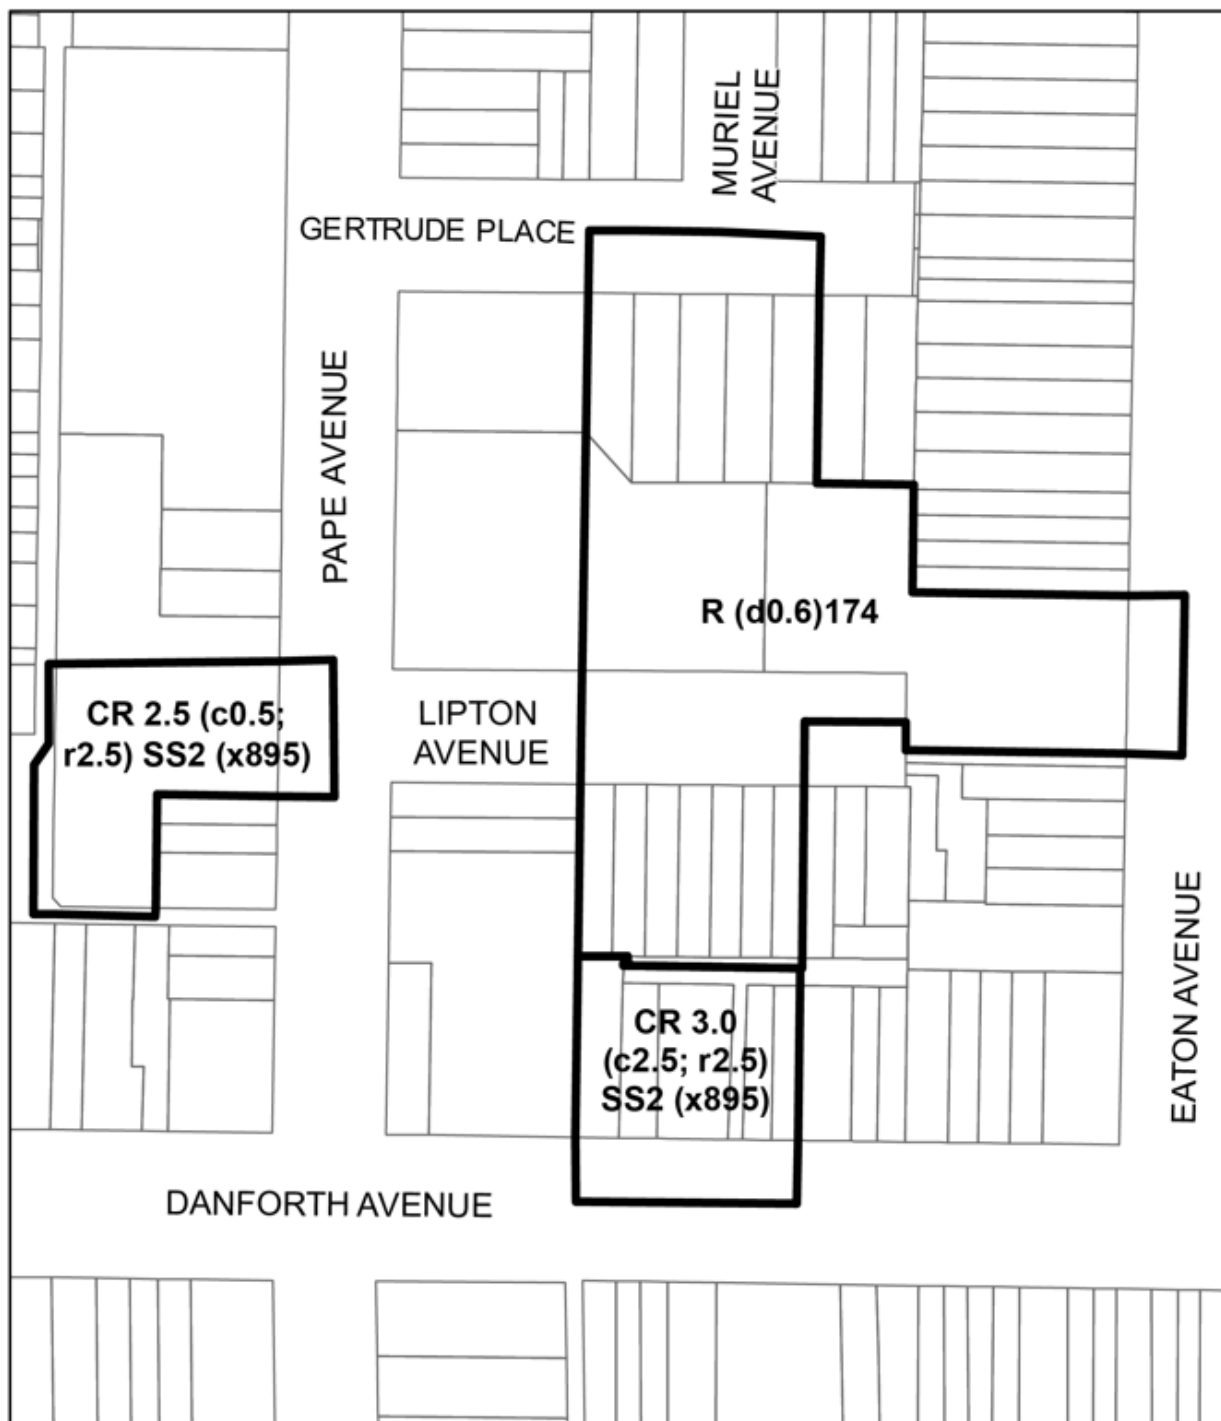 MURIEL
AVENUE
GERTRUDE PLACE
PAPE AVENUE
R (d0.6)174
CR 2.5 (c0.5;
r2.5) SS2 (x895)
LIPTON
AVENUE
EATON AVENUE
CR 3.0
(c2.5; r2.5)
SS2 (x895)
DANFORTH AVENUE